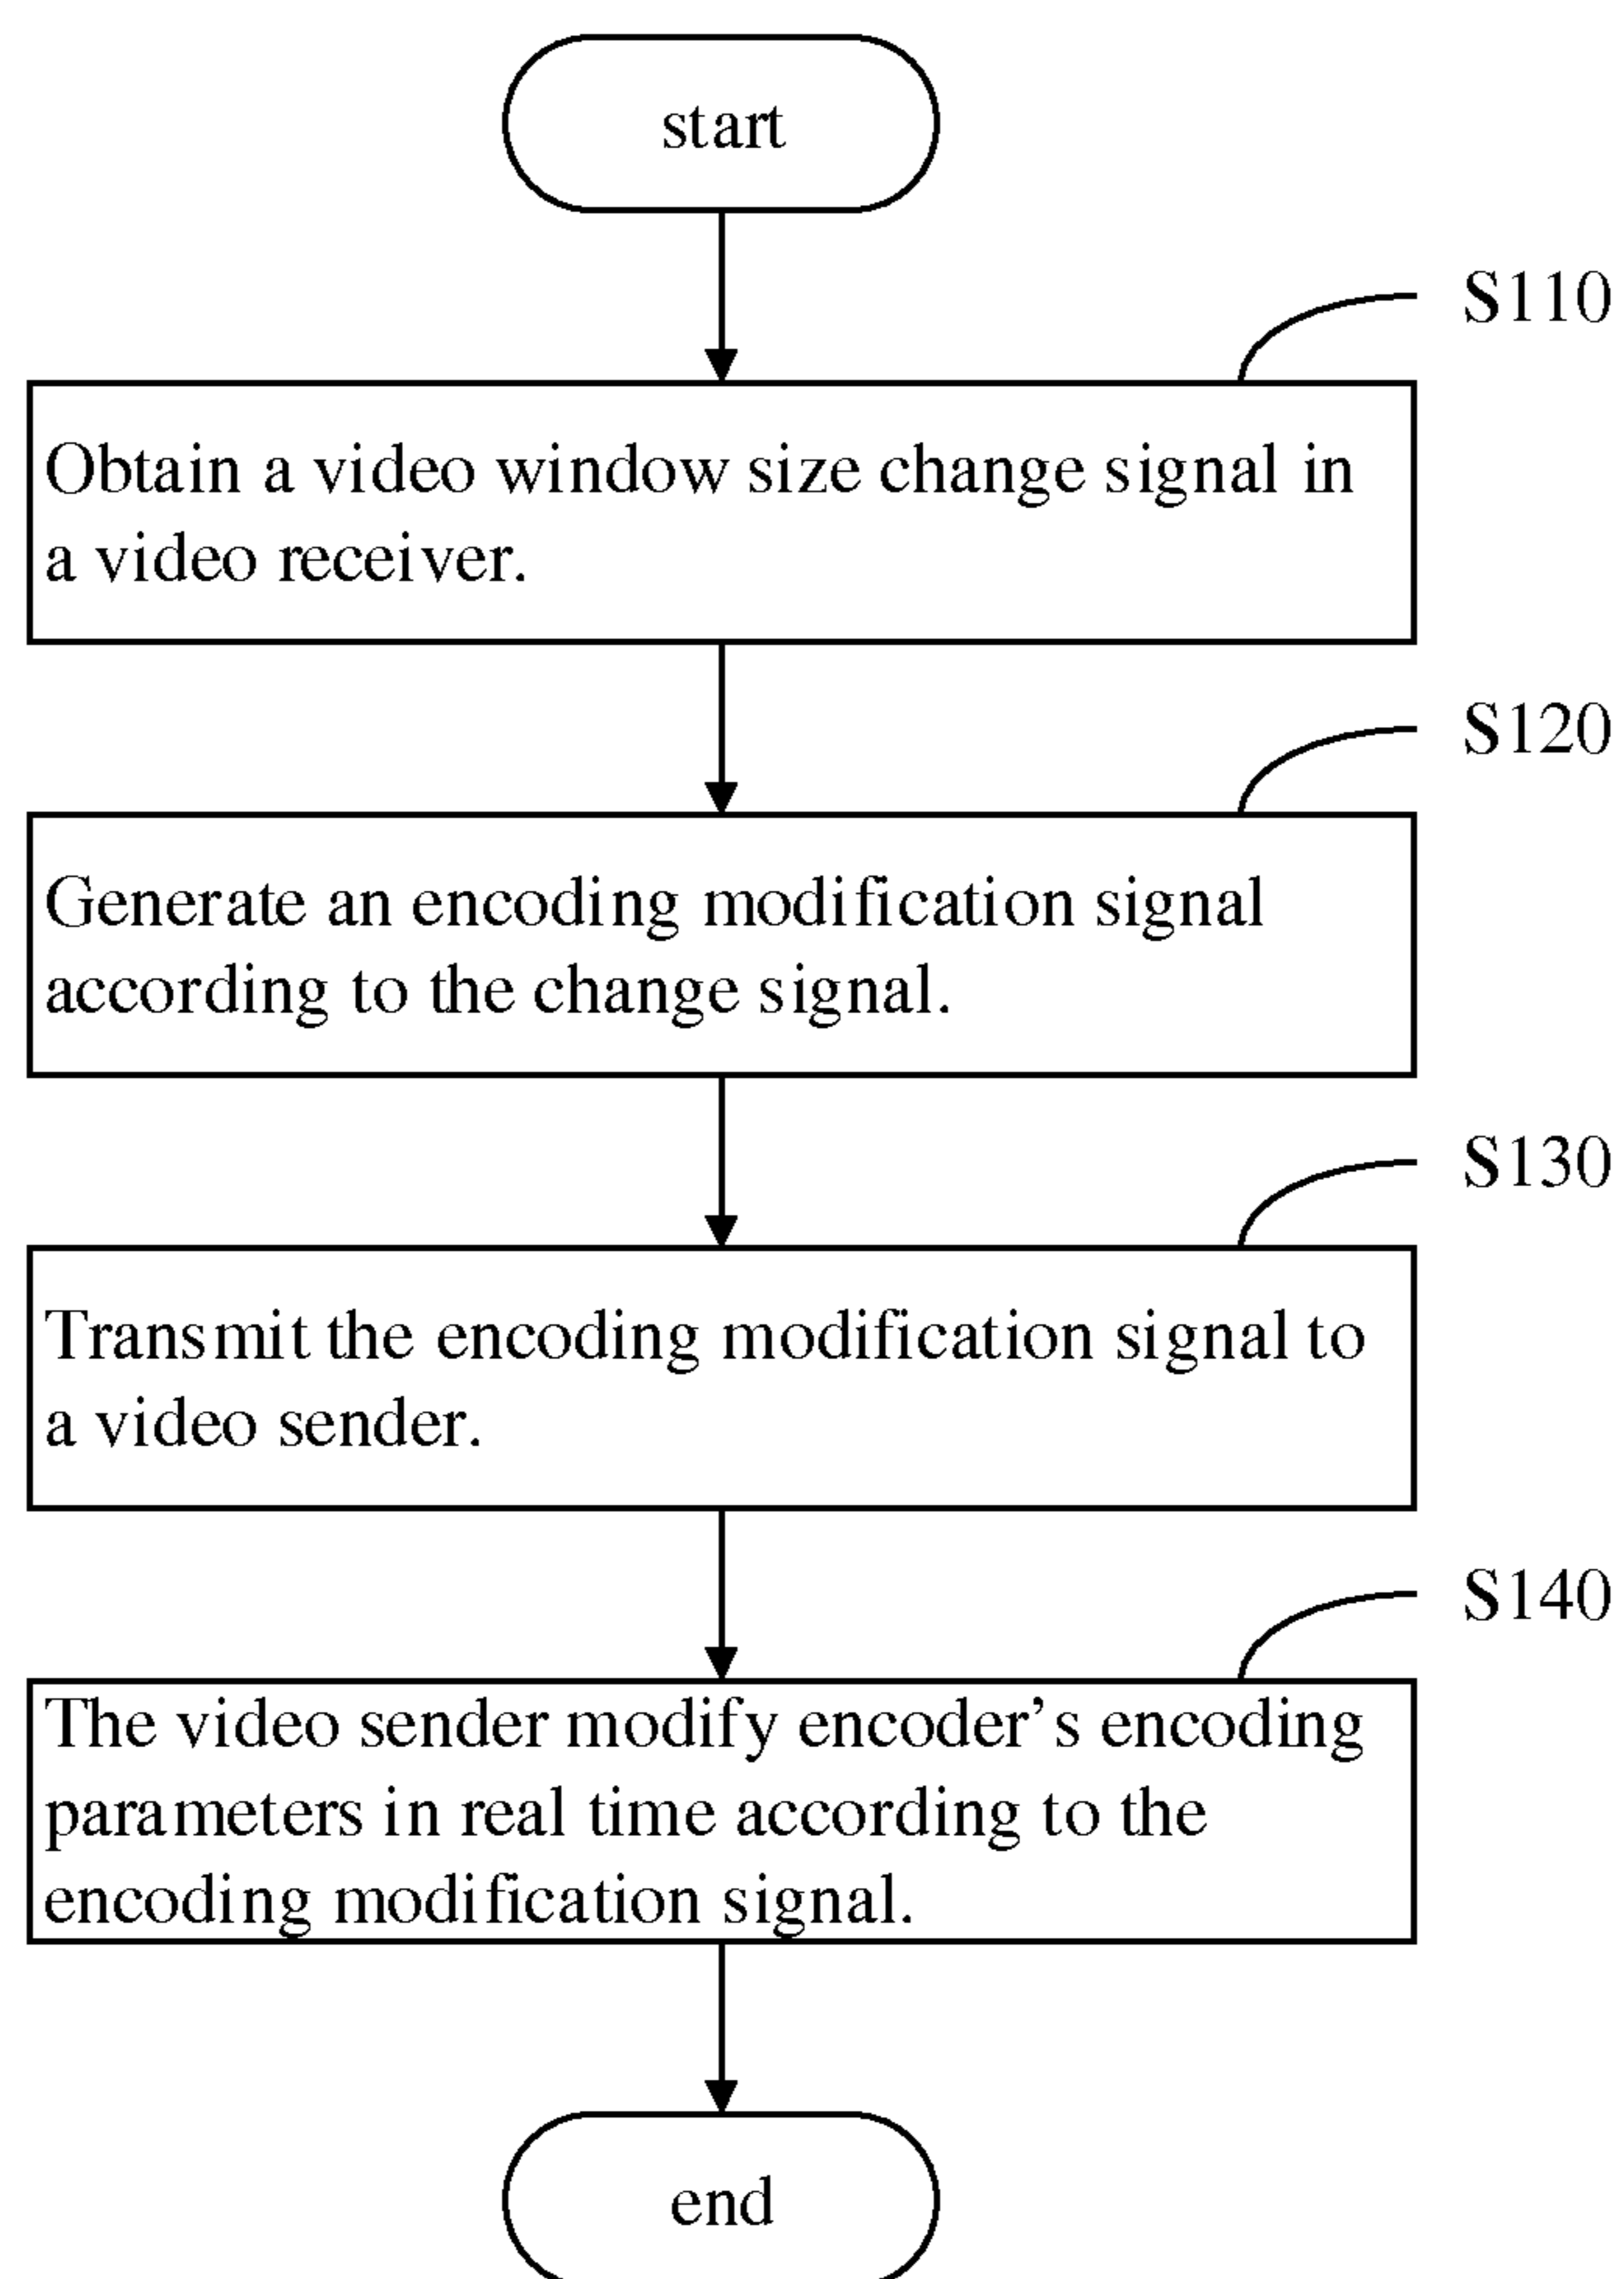 start
S110
Obtain a video window size change signal in
a video receiver.
S120
Generate an encoding modification signal
according to the change signal.
S130
Transmit the encoding modification signal to
a video sender.
S140
The video sender modify encoder’s encoding
parameters in real time according to the
encoding modification signal.
end